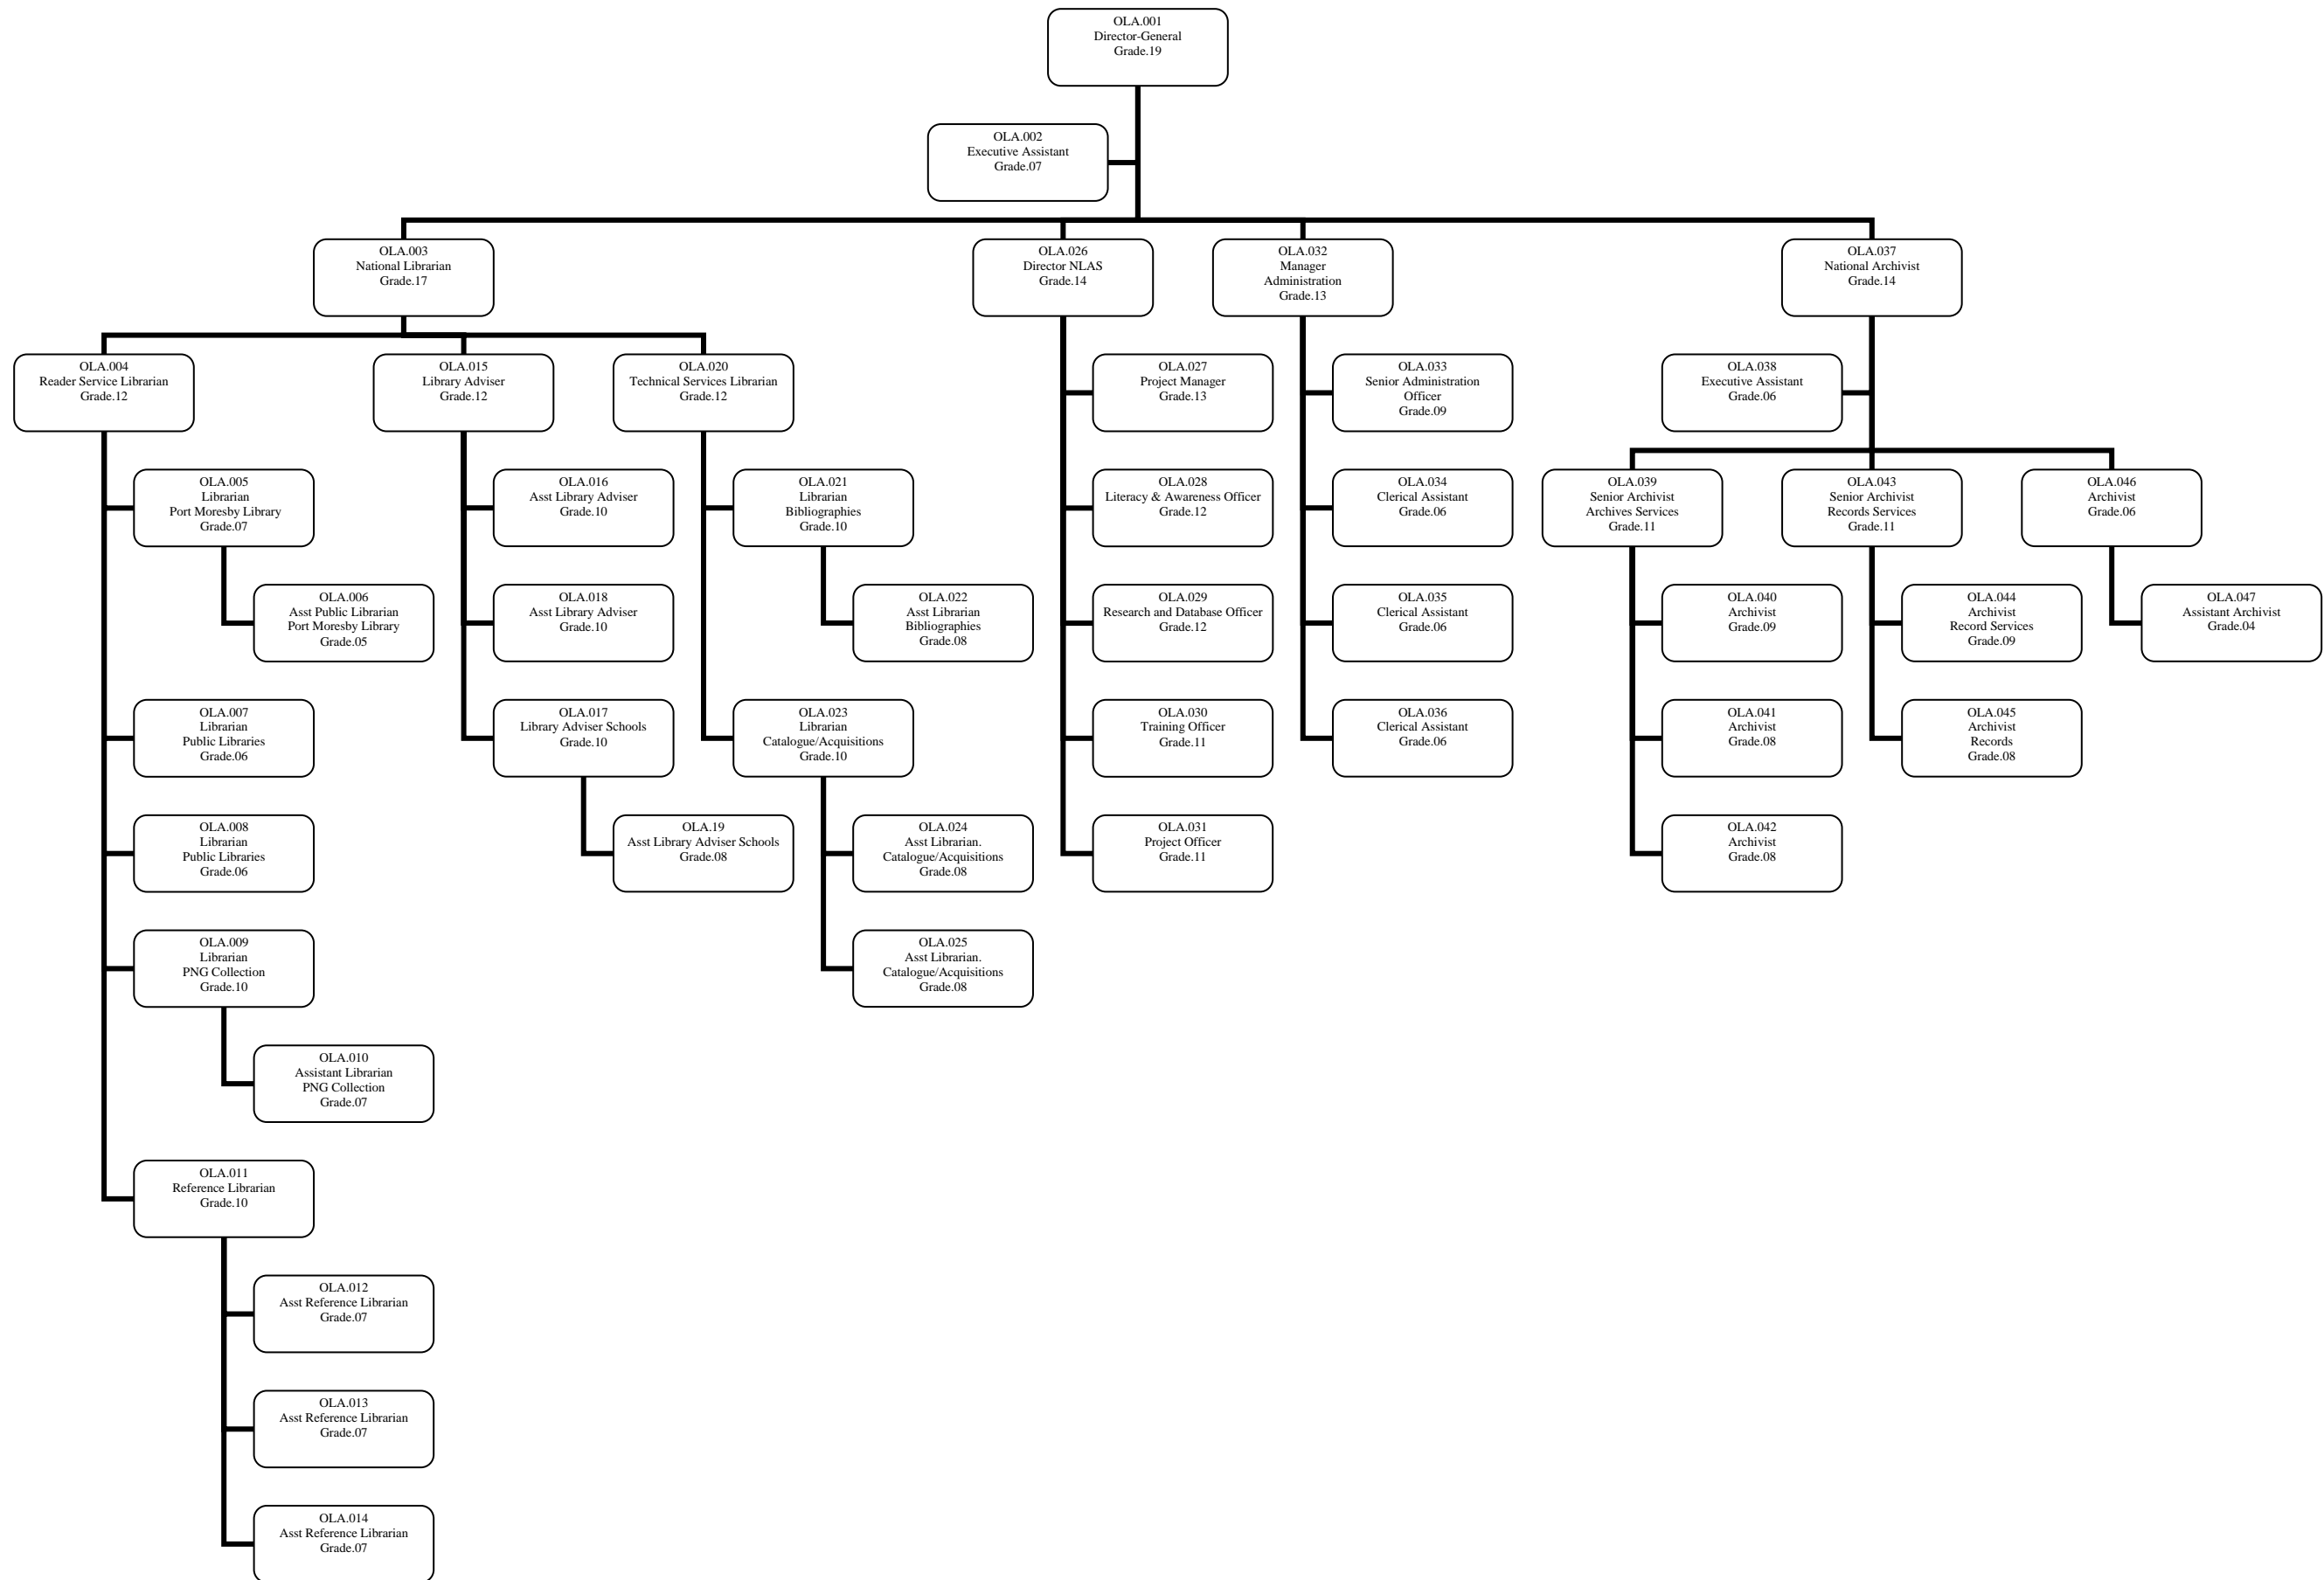 OLA.001
Director-General
Grade.19
OLA.002
Executive Assistant
Grade.07
OLA.003
National Librarian
Grade.17
OLA.026
Director NLAS
Grade.14
OLA.032
Manager
Administration
Grade.13
OLA.037
National Archivist
Grade.14
OLA.004
Reader Service Librarian
Grade.12
OLA.015
Library Adviser
Grade.12
OLA.020
Technical Services Librarian
Grade.12
OLA.027
Project Manager
Grade.13
OLA.033
Senior Administration
Officer
Grade.09
OLA.038
Executive Assistant
Grade.06
OLA.005
Librarian
Port Moresby Library
Grade.07
OLA.016
Asst Library Adviser
Grade.10
OLA.021
Librarian
Bibliographies
Grade.10
OLA.028
Literacy & Awareness Officer
Grade.12
OLA.034
Clerical Assistant
Grade.06
OLA.039
Senior Archivist
Archives Services
Grade.11
OLA.043
Senior Archivist
Records Services
Grade.11
OLA.046
Archivist
Grade.06
OLA.006
Asst Public Librarian
Port Moresby Library
Grade.05
OLA.018
Asst Library Adviser
Grade.10
OLA.022
Asst Librarian
Bibliographies
Grade.08
OLA.029
Research and Database Officer
Grade.12
OLA.035
Clerical Assistant
Grade.06
OLA.040
Archivist
Grade.09
OLA.044
Archivist
Record Services
Grade.09
OLA.047
Assistant Archivist
Grade.04
OLA.007
Librarian
Public Libraries
Grade.06
OLA.017
Library Adviser Schools
Grade.10
OLA.023
Librarian
Catalogue/Acquisitions
Grade.10
OLA.030
Training Officer
Grade.11
OLA.036
Clerical Assistant
Grade.06
OLA.041
Archivist
Grade.08
OLA.045
Archivist
Records
Grade.08
OLA.008
Librarian
Public Libraries
Grade.06
OLA.19
Asst Library Adviser Schools
Grade.08
OLA.024
Asst Librarian.
Catalogue/Acquisitions
Grade.08
OLA.031
Project Officer
Grade.11
OLA.042
Archivist
Grade.08
OLA.009
Librarian
PNG Collection
Grade.10
OLA.025
Asst Librarian.
Catalogue/Acquisitions
Grade.08
OLA.010
Assistant Librarian
PNG Collection
Grade.07
OLA.011
Reference Librarian
Grade.10
OLA.012
Asst Reference Librarian
Grade.07
OLA.013
Asst Reference Librarian
Grade.07
OLA.014
Asst Reference Librarian
Grade.07